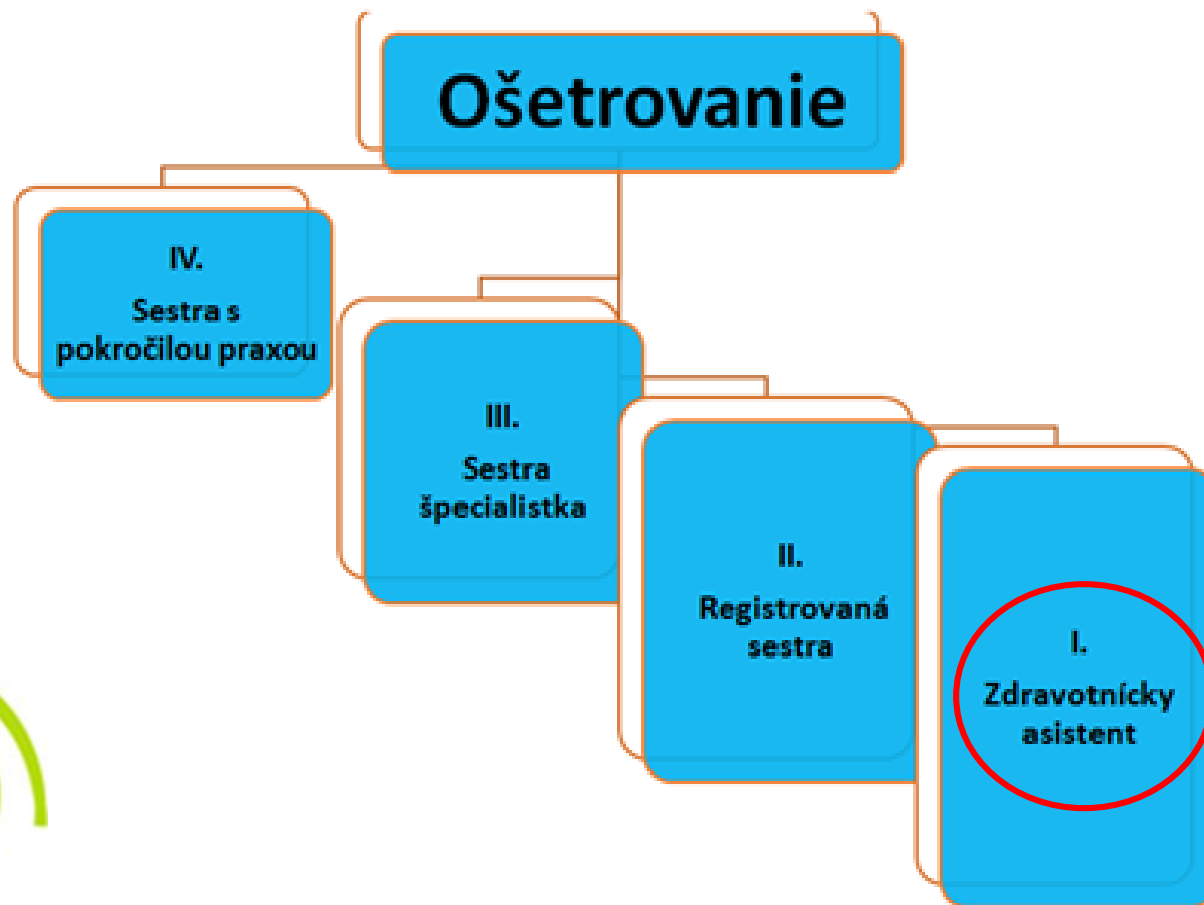 Ošetrovanie
IV.
Sestra s
pokročilou praxou
III.
Sestra
špecialistka
II.
Registrovaná
sestra
I.
Zdravotnícky
asistent